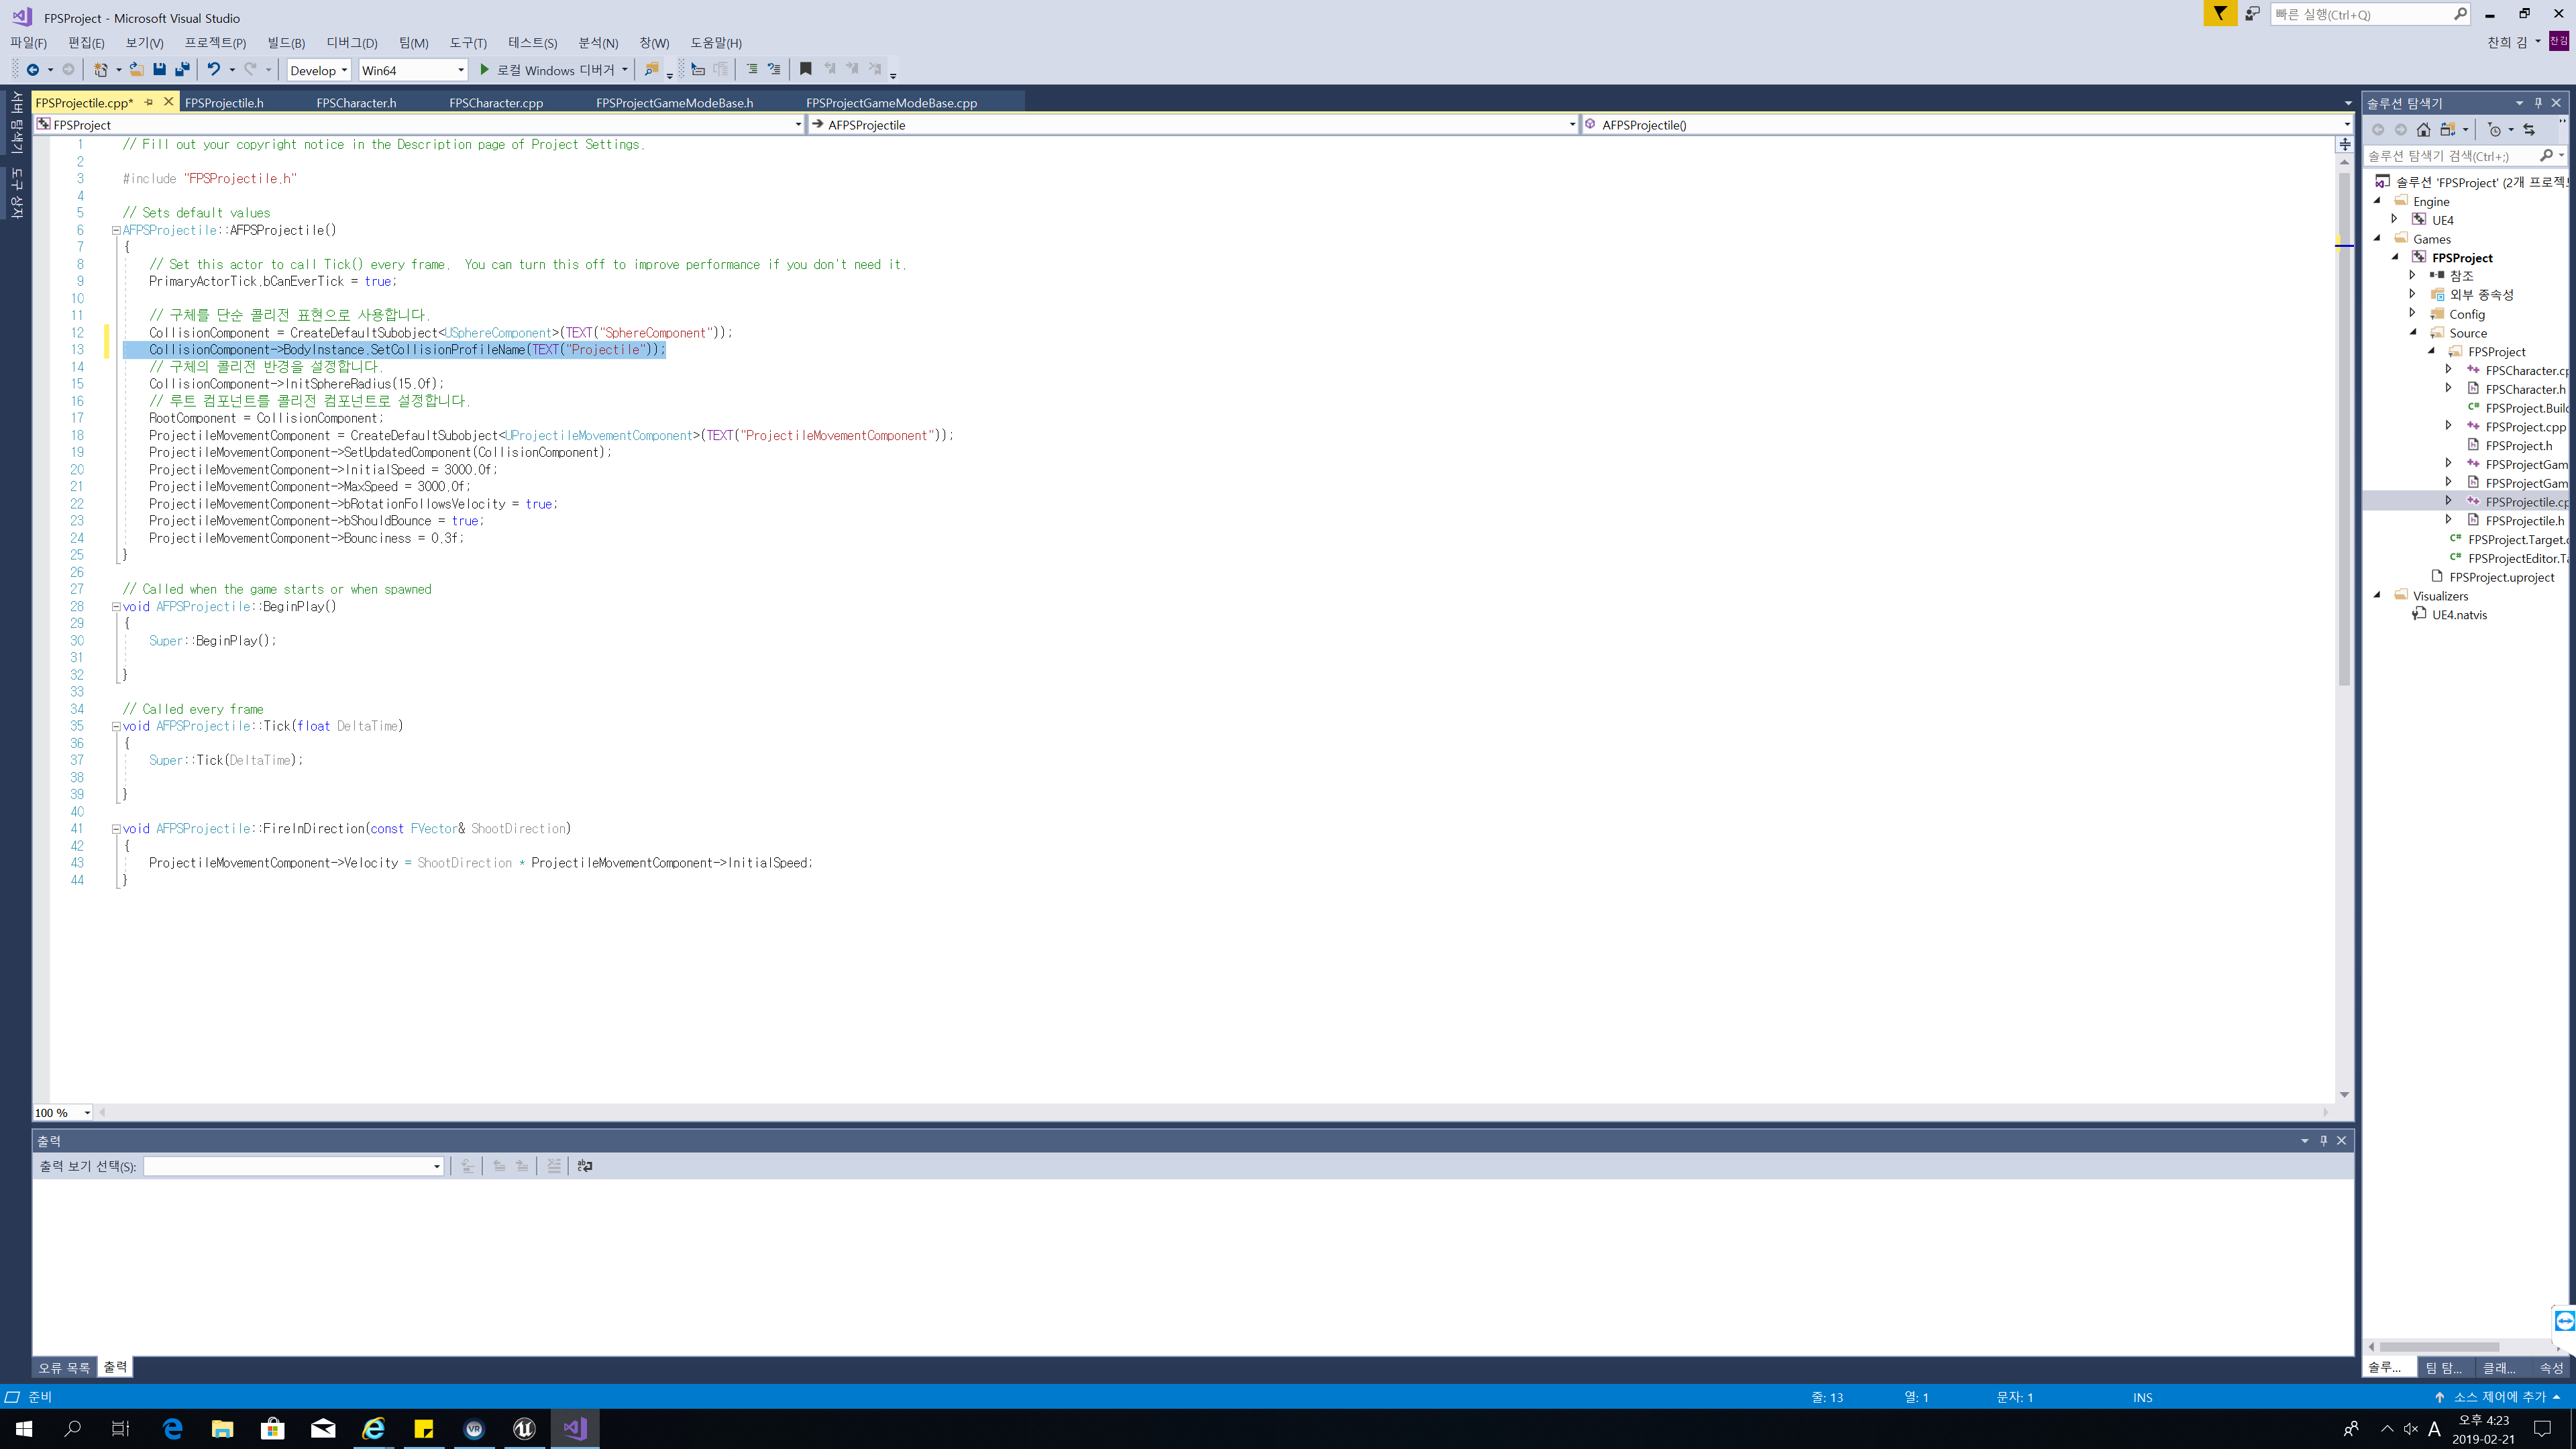 FPSProject - Microsoft Visual Studio
빠른 실행(Ctrl+Q)
파일(F) 편집(E) 보기(V) 프로젝트(P) 빌드(B) 디버그(D) 팀(M) 도구(T) 테스트(S) 분석(N) 창(W) 도움말(H)
찬희 김
찬김
Develop Win64 로컬 Windows 디버거
서버 탐색기
도구 상자
FPSProjectile.cpp* FPSProjectile.h FPSCharacter.h FPSCharacter.cpp FPSProjectGameModeBase.h FPSProjectGameModeBase.cpp
FPSProject AFPSProjectile AFPSProjectile()
1 // Fill out your copyright notice in the Description page of Project Settings.
2
3 #include "FPSProjectile.h"
4
5 // Sets default values
6 AFPSProjectile::AFPSProjectile()
7 {
8 // Set this actor to call Tick() every frame.  You can turn this off to improve performance if you don't need it.
9 PrimaryActorTick.bCanEverTick = true;
10
11 // 구체를 단순 콜리전 표현으로 사용합니다.
12 CollisionComponent = CreateDefaultSubobject<USphereComponent>(TEXT("SphereComponent"));
13 CollisionComponent->BodyInstance.SetCollisionProfileName(TEXT("Projectile"));
14 // 구체의 콜리전 반경을 설정합니다.
15 CollisionComponent->InitSphereRadius(15.0f);
16 // 루트 컴포넌트를 콜리전 컴포넌트로 설정합니다.
17 RootComponent = CollisionComponent;
18 ProjectileMovementComponent = CreateDefaultSubobject<UProjectileMovementComponent>(TEXT("ProjectileMovementComponent"));
19 ProjectileMovementComponent->SetUpdatedComponent(CollisionComponent);
20 ProjectileMovementComponent->InitialSpeed = 3000.0f;
21 ProjectileMovementComponent->MaxSpeed = 3000.0f;
22 ProjectileMovementComponent->bRotationFollowsVelocity = true;
23 ProjectileMovementComponent->bShouldBounce = true;
24 ProjectileMovementComponent->Bounciness = 0.3f;
25 }
26
27 // Called when the game starts or when spawned
28 void AFPSProjectile::BeginPlay()
29 {
30 Super::BeginPlay();
31
32 }
33
34 // Called every frame
35 void AFPSProjectile::Tick(float DeltaTime)
36 {
37 Super::Tick(DeltaTime);
38
39 }
40
41 void AFPSProjectile::FireInDirection(const FVector& ShootDirection)
42 {
43 ProjectileMovementComponent->Velocity = ShootDirection * ProjectileMovementComponent->InitialSpeed;
44 }
100 %
출력
출력 보기 선택(S):
오류 목록 출력
솔루션 탐색기
솔루션 탐색기 검색(Ctrl+;)
솔루션 'FPSProject' (2개 프로젝트
Engine
UE4
Games
FPSProject
참조
외부 종속성
Config
Source
FPSProject
FPSCharacter.cp
FPSCharacter.h
FPSProject.Build
FPSProject.cpp
FPSProject.h
FPSProjectGam
FPSProjectGam
FPSProjectile.cp
FPSProjectile.h
FPSProject.Target.c
FPSProjectEditor.Ta
FPSProject.uproject
Visualizers
UE4.natvis
솔루... 팀 탐... 클래... 속성
준비 줄: 13 열: 1 문자: 1 INS 소스 제어에 추가
VR
A
오후 4:23
2019-02-21